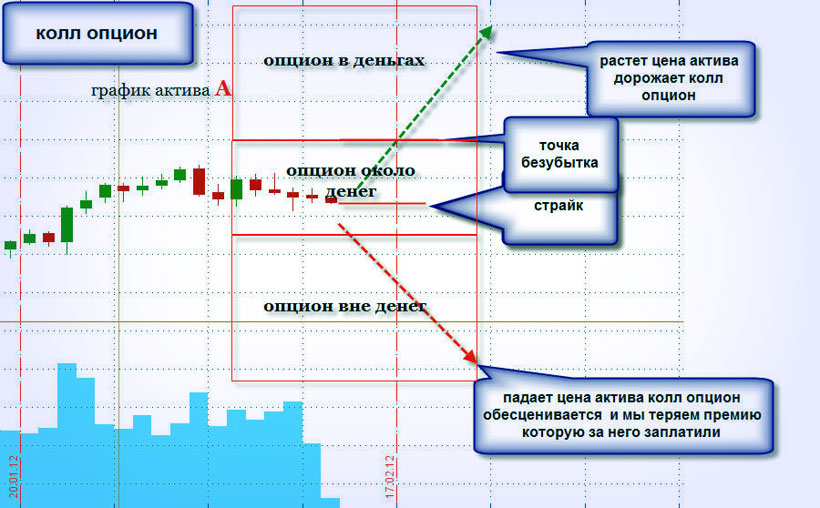 колл опцион
опцион в деньгах
график актива А
растет цена актива
дорожает колл
опцион
точка
безубытка
опцион около
денег
страйк
опцион вне денег
падает цена актива колл опцион
обесценивается и мы теряем премию
которую за него заплатили
20.01.12
17.02.12